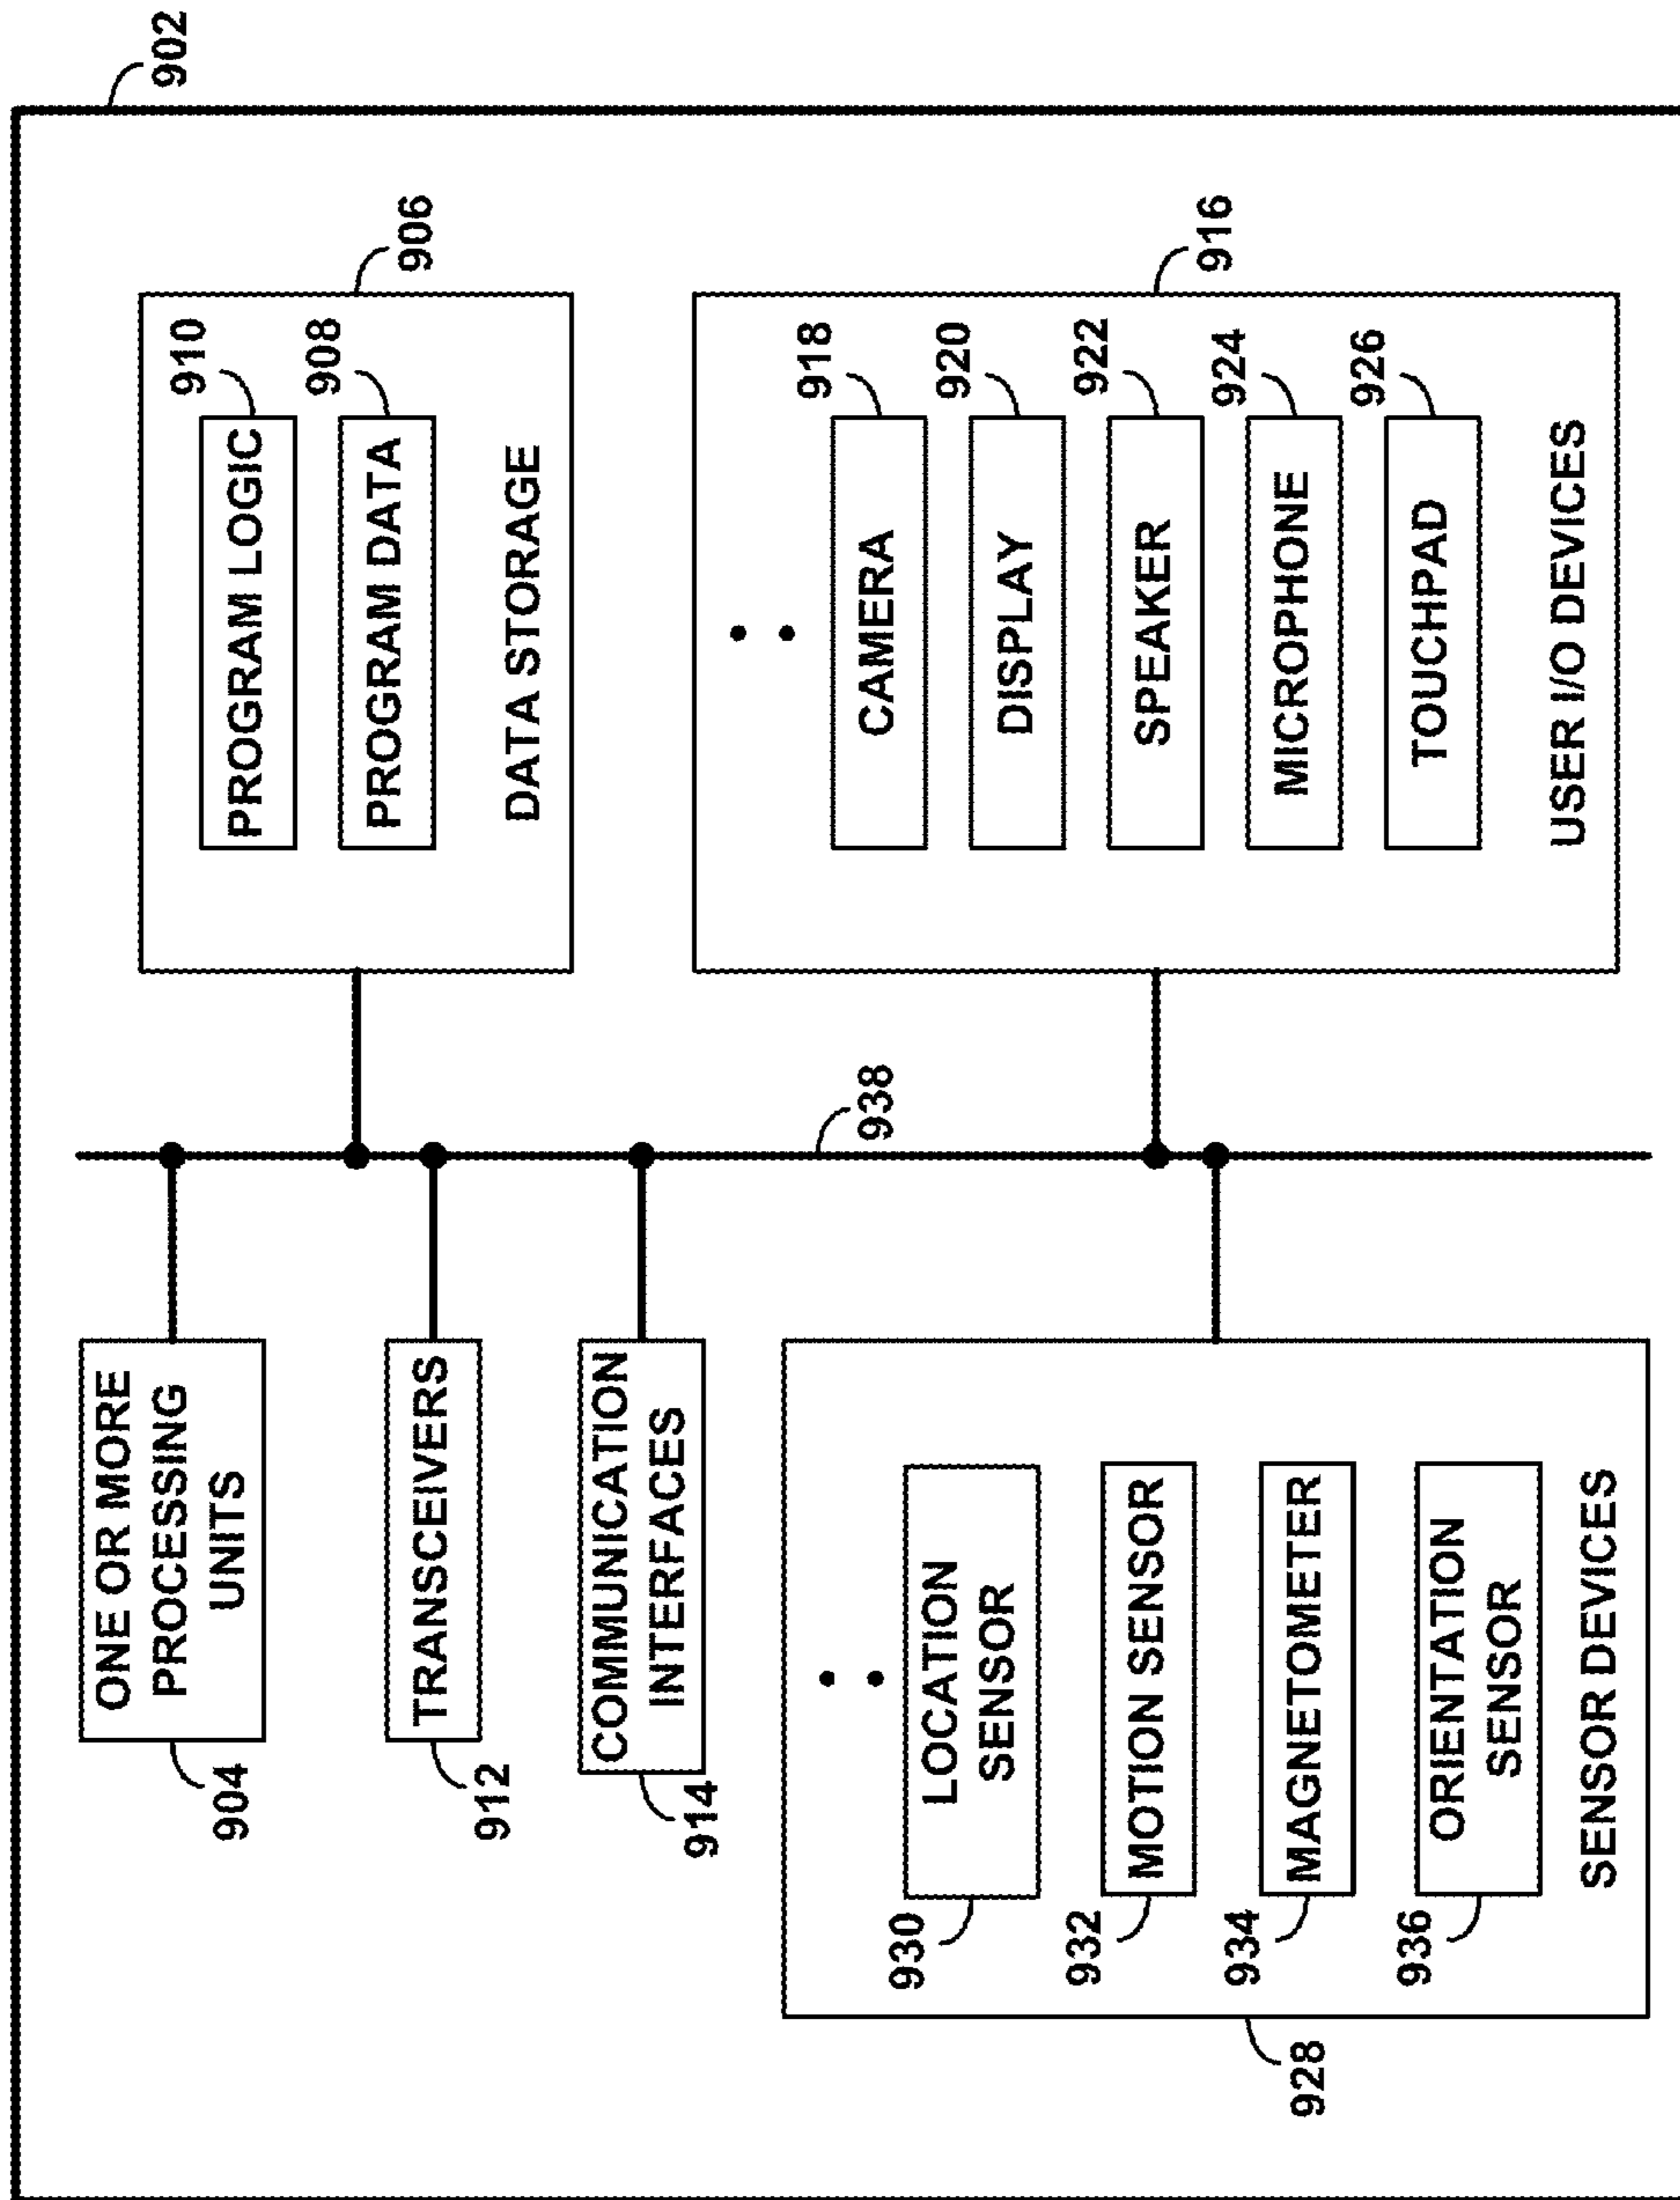 902
ONE OR MORE
PROCESSING
UNITS
904
TRANSCEIVERS
912
COMMUNICATION
INTERFACES
914
LOCATION
SENSOR
930
MOTION SENSOR
932
MAGNETOMETER
934
ORIENTATION
SENSOR
936
SENSOR DEVICES
928
938
906
910
PROGRAM LOGIC
908
PROGRAM DATA
DATA STORAGE
916
918
CAMERA
920
DISPLAY
922
SPEAKER
924
MICROPHONE
926
TOUCHPAD
USER I/O DEVICES